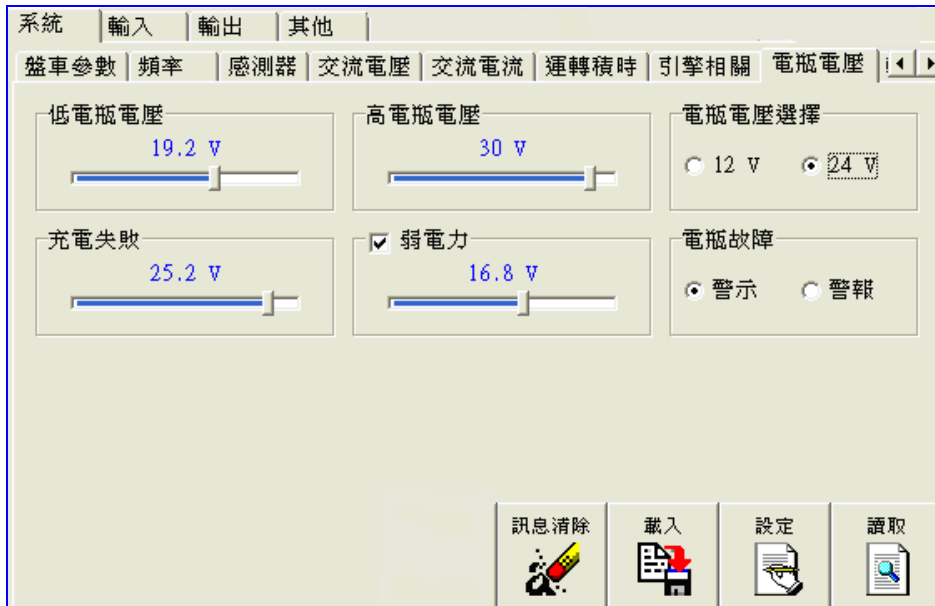 系統 輸入 輸出 其他
盤車參數 頻率 感測器 交流電壓 交流電流 運轉積時 引擎相關 電瓶電壓
低電瓶電壓 高電瓶電壓 電瓶電壓選擇
19.2 V 30 V
12 V 24 V
充電失敗 弱電力 電瓶故障
25.2 V 16.8 V
警示 警報
訊息清除 載入 設定 讀取